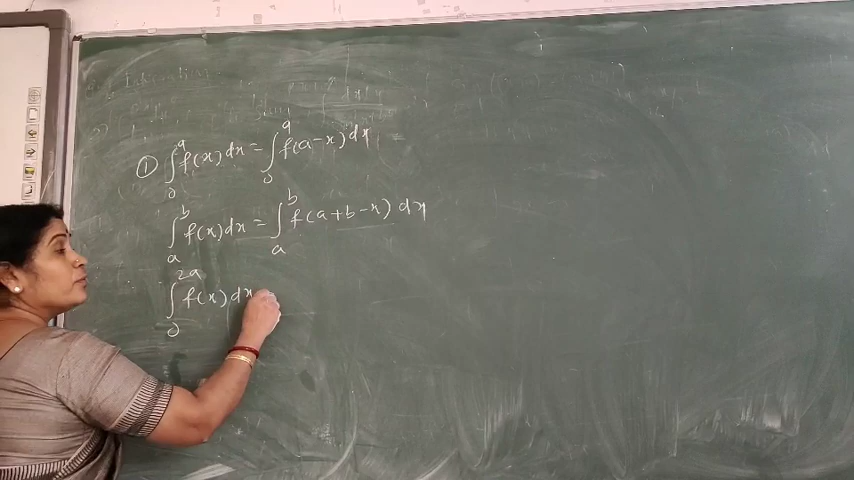 ① ∫₀ᵃ f(x) dx = ∫₀ᵃ f(a-x) dx =
∫ₐᵇ f(x) dx = ∫ₐᵇ f(a+b-x) dx
∫₀²ᵃ f(x) dx